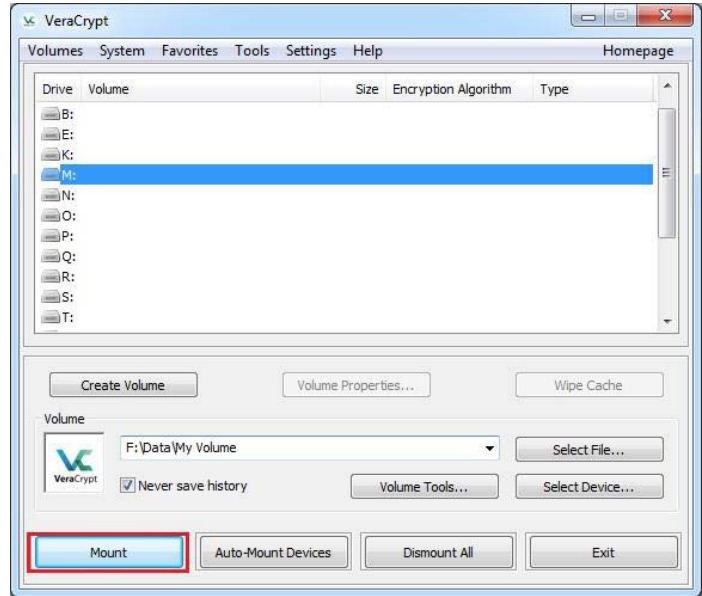 VeraCrypt
Volumes System Favorites Tools Settings Help Homepage
Drive Volume Size Encryption Algorithm Type
B:
E:
K:
M:
N:
O:
P:
Q:
R:
S:
T:
Create Volume Volume Properties... Wipe Cache
Volume
F:\Data\My Volume Select File...
VeraCrypt Never save history Volume Tools... Select Device...
Mount Auto-Mount Devices Dismount All Exit